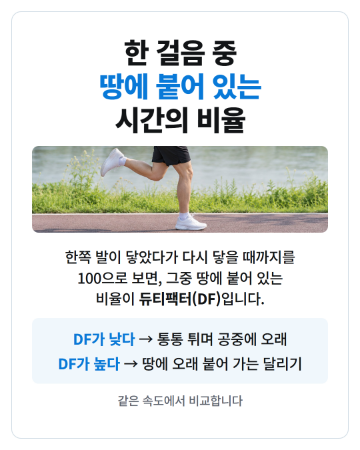 한 걸음 중
땅에 붙어 있는
시간의 비율
한쪽 발이 닿았다가 다시 닿을 때까지를
100으로 보면, 그중 땅에 붙어 있는
비율이 듀티팩터(DF)입니다.
DF가 낮다 → 통통 튀며 공중에 오래
DF가 높다 → 땅에 오래 붙어 가는 달리기
같은 속도에서 비교합니다